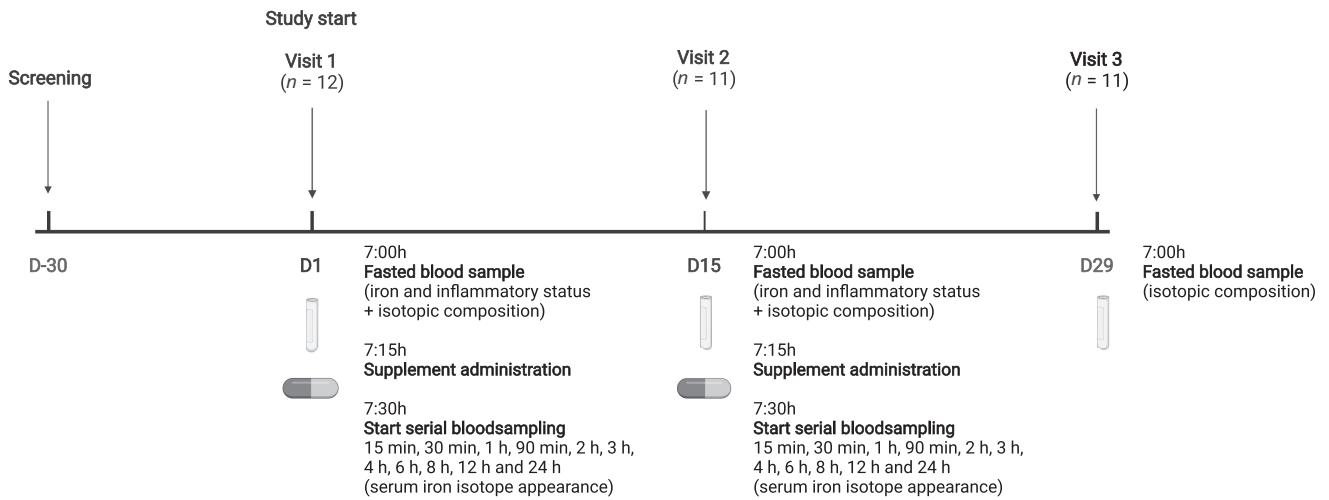 Study start
Screening
Visit 1
(n = 12)
Visit 2
(n = 11)
Visit 3
(n = 11)
D-30
D1
7:00h
Fasted blood sample
(iron and inflammatory status
+ isotopic composition)
7:15h
Supplement administration
7:30h
Start serial bloodsampling
15 min, 30 min, 1 h, 90 min, 2 h, 3 h,
4 h, 6 h, 8 h, 12 h and 24 h
(serum iron isotope appearance)
D15
7:00h
Fasted blood sample
(iron and inflammatory status
+ isotopic composition)
7:15h
Supplement administration
7:30h
Start serial bloodsampling
15 min, 30 min, 1 h, 90 min, 2 h, 3 h,
4 h, 6 h, 8 h, 12 h and 24 h
(serum iron isotope appearance)
D29
7:00h
Fasted blood sample
(isotopic composition)